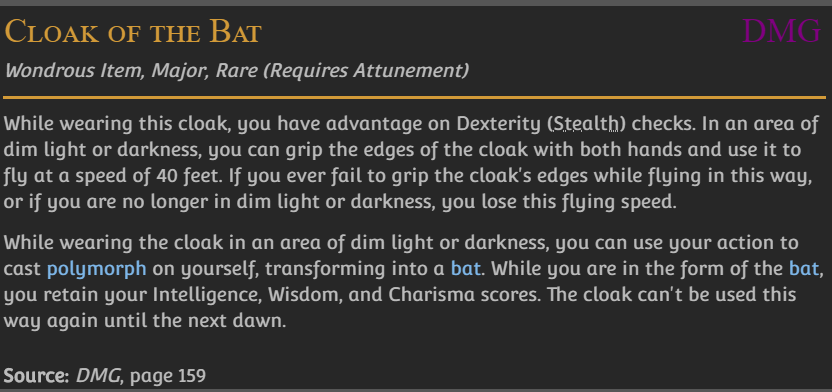 Cloak of the Bat DMG
Wondrous Item, Major, Rare (Requires Attunement)
While wearing this cloak, you have advantage on Dexterity (Stealth) checks. In an area of
dim light or darkness, you can grip the edges of the cloak with both hands and use it to
fly at a speed of 40 feet. If you ever fail to grip the cloak's edges while flying in this way,
or if you are no longer in dim light or darkness, you lose this flying speed.
While wearing the cloak in an area of dim light or darkness, you can use your action to
cast polymorph on yourself, transforming into a bat. While you are in the form of the bat,
you retain your Intelligence, Wisdom, and Charisma scores. The cloak can't be used this
way again until the next dawn.
Source: DMG, page 159